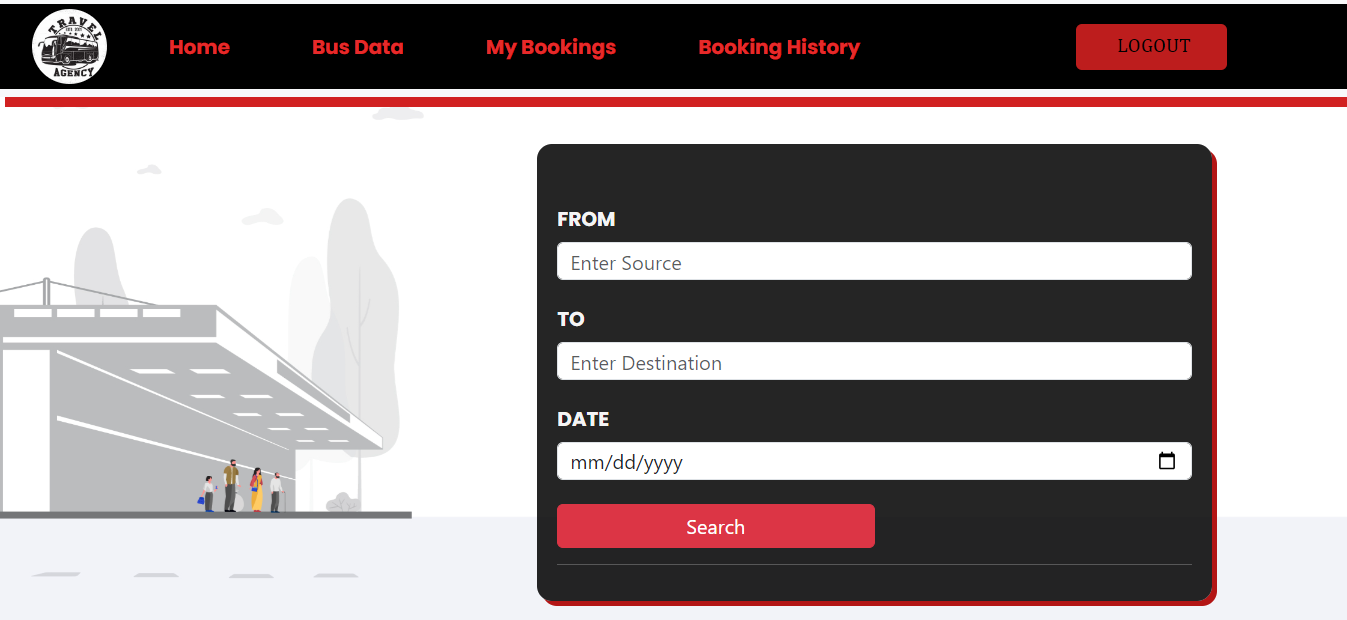 TRAVEL
AGENCY
Home
Bus Data
My Bookings
Booking History
LOGOUT
FROM
Enter Source
TO
Enter Destination
DATE
mm/dd/yyyy
Search